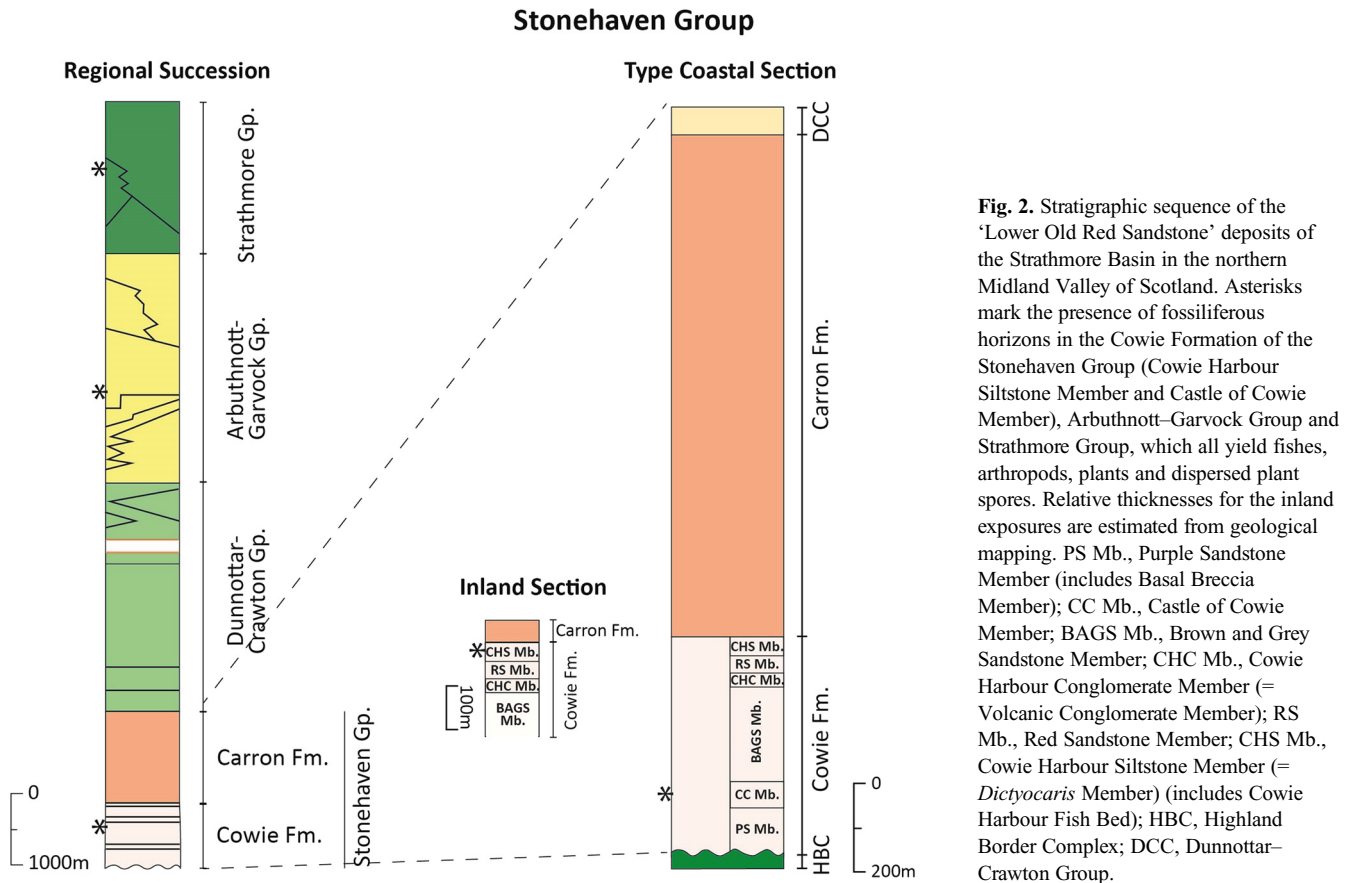 Stonehaven Group
Regional Succession
Strathmore Gp.
Arbuthnott-
Garvock Gp.
Dunnottar-
Crawton Gp.
Carron Fm.
Cowie Fm.
Stonehaven Gp.
*
*
*
0
1000m
Inland Section
Carron Fm.
*
CHS Mb.
RS Mb.
CHC Mb.
BAGS
Mb.
Cowie Fm.
100m
Type Coastal Section
DCC
Carron Fm.
Cowie Fm.
HBC
CHS Mb.
RS Mb.
CHC Mb.
BAGS Mb.
*
CC Mb.
PS Mb.
0
200m
Fig. 2. Stratigraphic sequence of the
‘Lower Old Red Sandstone’ deposits of
the Strathmore Basin in the northern
Midland Valley of Scotland. Asterisks
mark the presence of fossiliferous
horizons in the Cowie Formation of the
Stonehaven Group (Cowie Harbour
Siltstone Member and Castle of Cowie
Member), Arbuthnott–Garvock Group and
Strathmore Group, which all yield fishes,
arthropods, plants and dispersed plant
spores. Relative thicknesses for the inland
exposures are estimated from geological
mapping. PS Mb., Purple Sandstone
Member (includes Basal Breccia
Member); CC Mb., Castle of Cowie
Member; BAGS Mb., Brown and Grey
Sandstone Member; CHC Mb., Cowie
Harbour Conglomerate Member (=
Volcanic Conglomerate Member); RS
Mb., Red Sandstone Member; CHS Mb.,
Cowie Harbour Siltstone Member (=
Dictyocaris Member) (includes Cowie
Harbour Fish Bed); HBC, Highland
Border Complex; DCC, Dunnottar–
Crawton Group.